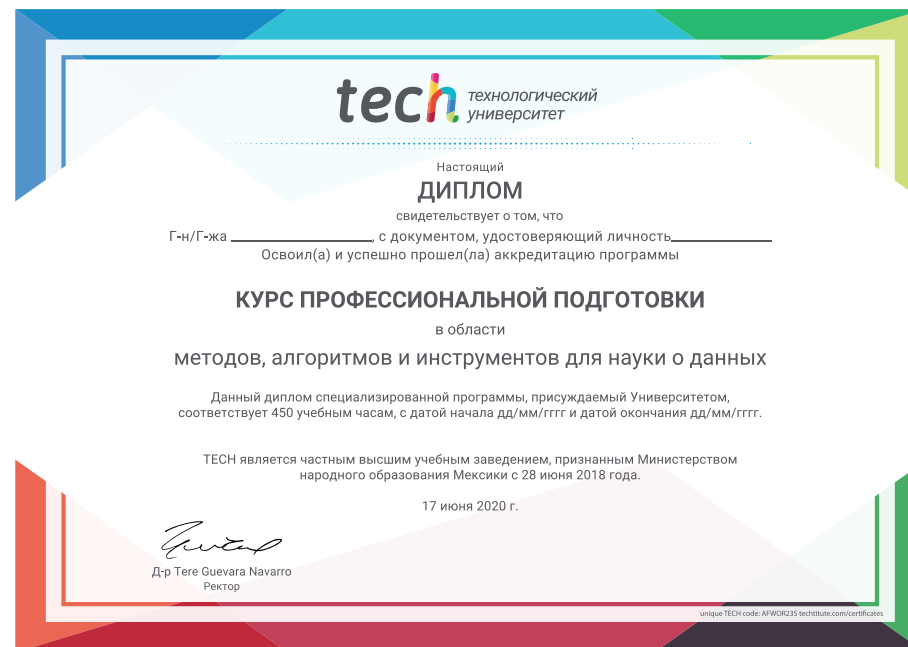 tech технологический
университет
Настоящий
ДИПЛОМ
свидетельствует о том, что
Г-н/Г-жа ____________________, с документом, удостоверяющий личность______________
Освоил(а) и успешно прошел(ла) аккредитацию программы
КУРС ПРОФЕССИОНАЛЬНОЙ ПОДГОТОВКИ
в области
методов, алгоритмов и инструментов для науки о данных
Данный диплом специализированной программы, присуждаемый Университетом,
соответствует 450 учебным часам, с датой начала дд/мм/гггг и датой окончания дд/мм/гггг.
TECH является частным высшим учебным заведением, признанным Министерством
народного образования Мексики с 28 июня 2018 года.
17 июня 2020 г.
Д-р Tere Guevara Navarro
Ректор
unique TECH code: AFWOR23S techtitute.com/certificates